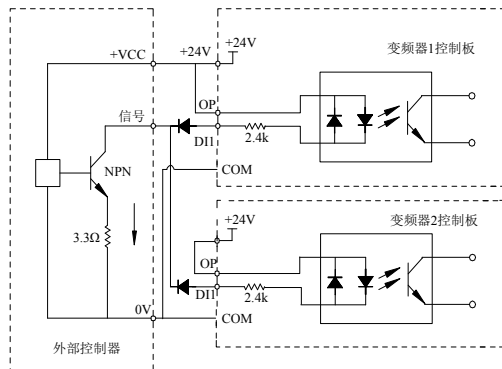 +24V
+VCC
+24V
变频器1控制板
OP
信号
DI1
2.4k
NPN
COM
+24V
变频器2控制板
3.3Ω
OP
DI1
2.4k
0V
COM
外部控制器